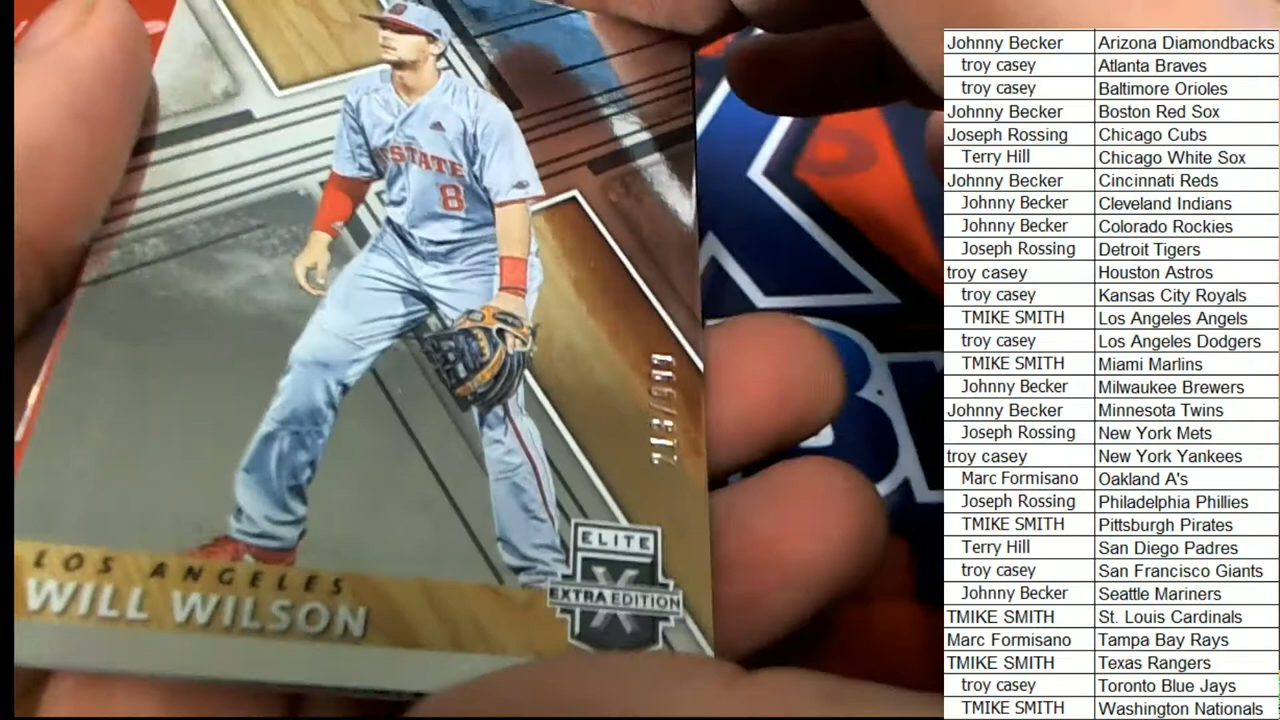 STATE
8
218/999
LOS ANGELES
WILL WILSON
ELITE
X
EXTRA EDITION
Johnny Becker Arizona Diamondbacks
troy casey Atlanta Braves
troy casey Baltimore Orioles
Johnny Becker Boston Red Sox
Joseph Rossing Chicago Cubs
Terry Hill Chicago White Sox
Johnny Becker Cincinnati Reds
Johnny Becker Cleveland Indians
Johnny Becker Colorado Rockies
Joseph Rossing Detroit Tigers
troy casey Houston Astros
troy casey Kansas City Royals
TMIKE SMITH Los Angeles Angels
troy casey Los Angeles Dodgers
TMIKE SMITH Miami Marlins
Johnny Becker Milwaukee Brewers
Johnny Becker Minnesota Twins
Joseph Rossing New York Mets
troy casey New York Yankees
Marc Formisano Oakland A's
Joseph Rossing Philadelphia Phillies
TMIKE SMITH Pittsburgh Pirates
Terry Hill San Diego Padres
troy casey San Francisco Giants
Johnny Becker Seattle Mariners
TMIKE SMITH St. Louis Cardinals
Marc Formisano Tampa Bay Rays
TMIKE SMITH Texas Rangers
troy casey Toronto Blue Jays
TMIKE SMITH Washington Nationals